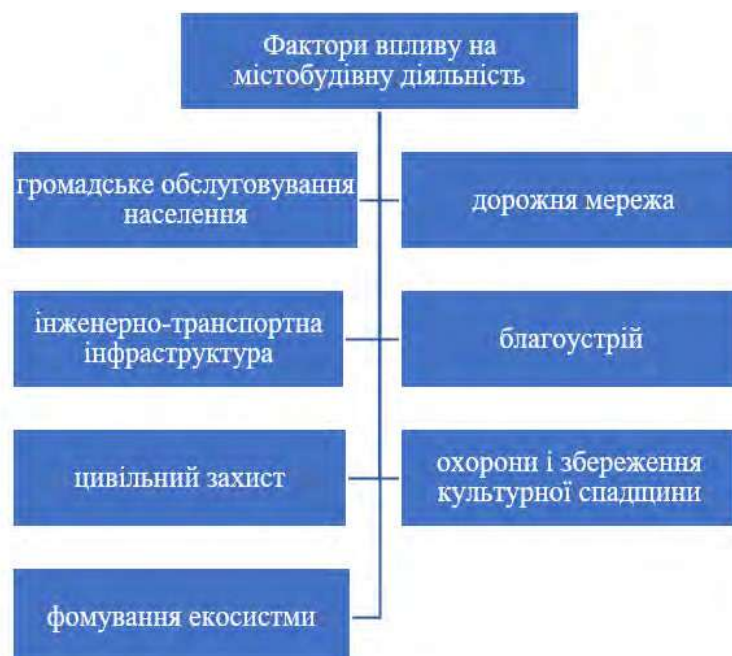 Фактори впливу на
містобудівну діяльність
громадське обслуговування
населення
дорожня мережа
інженерно-транспортна
інфраструктура
благоустрій
цивільний захист
охорони і збереження
культурної спадщини
фомування екосистми